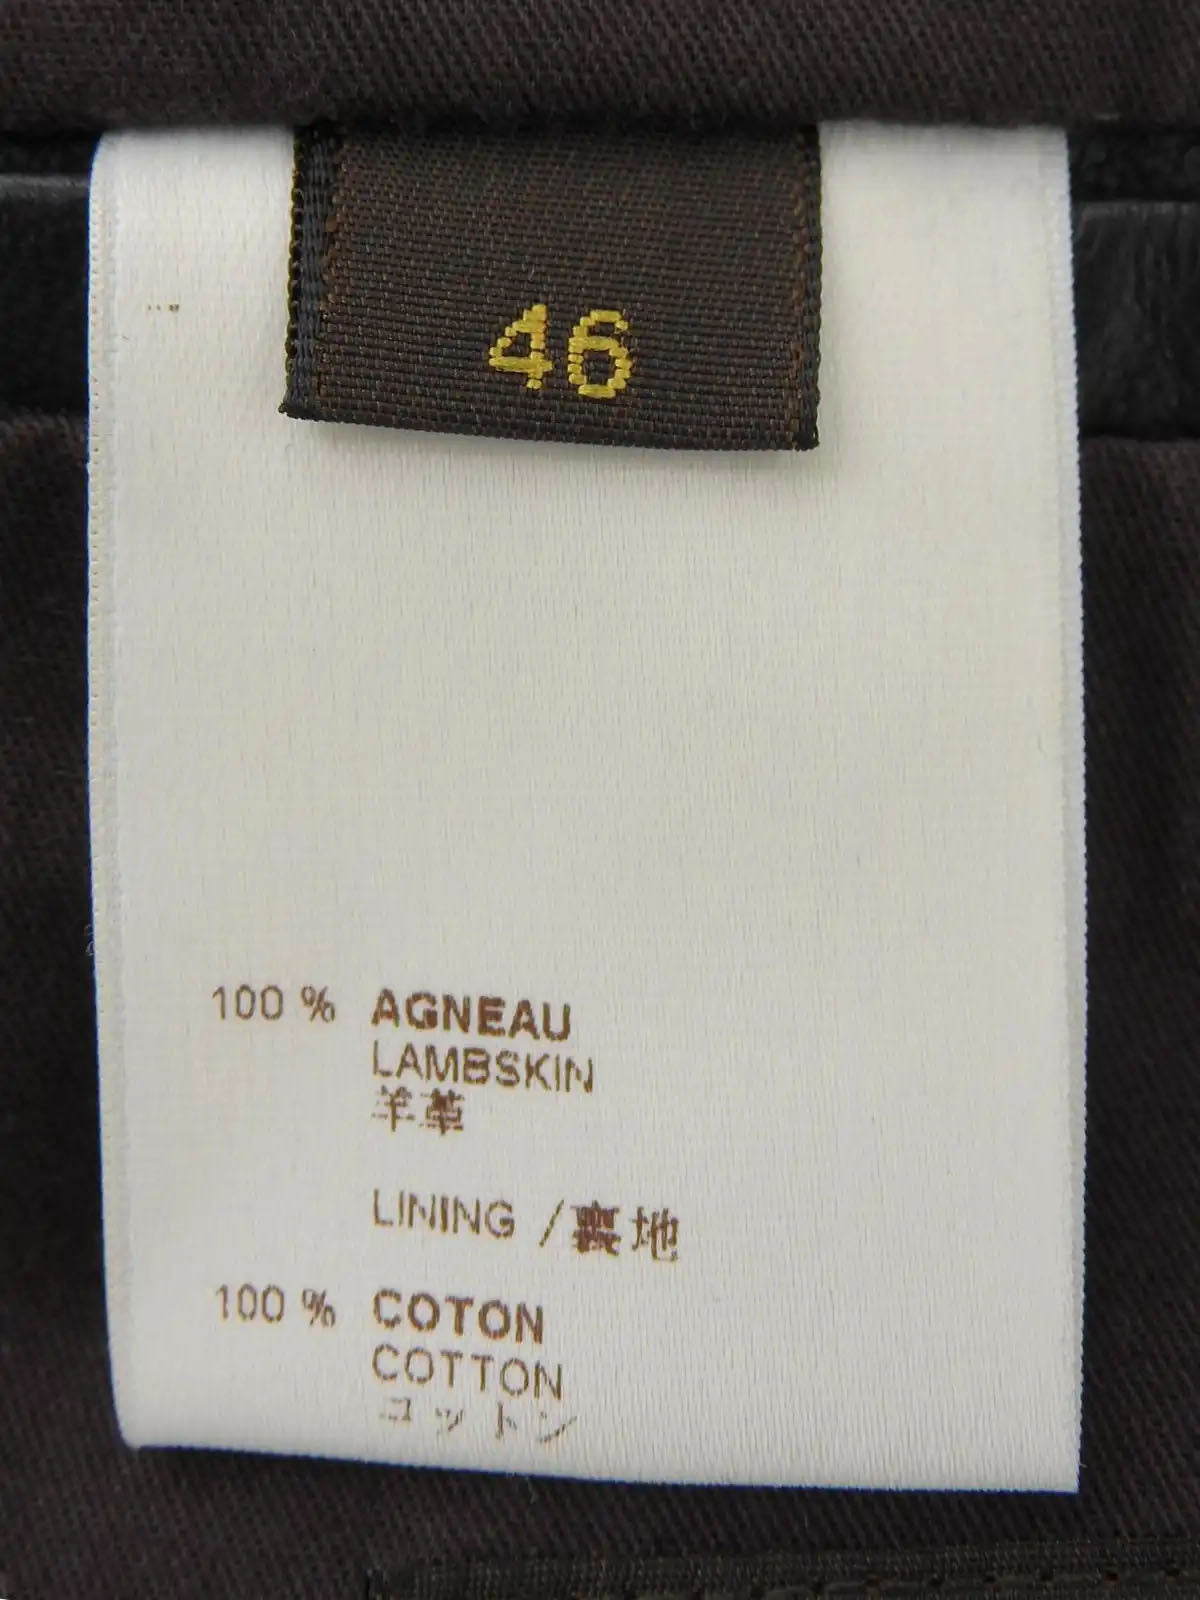 46
100 % AGNEAU
LAMBSKIN
羊革
LINING / 裏地
100 % COTON
COTTON
コットン